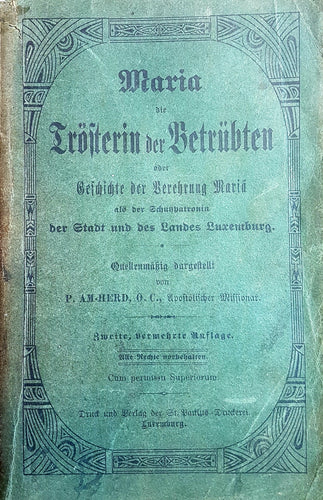 Maria
die
Trösterin der Betrübten
oder
Geschichte der Verehrung Mariä
als der Schutzpatronin
der Stadt und des Landes Luxemburg.
Quellenmäßig dargestellt
von
P. AM-HERD, O. C., Apostolischer Missionar.
Zweite, vermehrte Auflage.
Alle Rechte vorbehalten.
Cum permissu Superiorum
Druck und Verlag der St. Paulus-Druckerei.
Luxemburg.